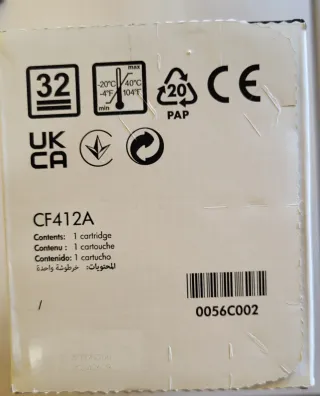 32
max
-20°C 40°C
-4°F 104°F
min
20
PAP
CE
UK
CA
CF412A
Contents: 1 cartridge
Contenu : 1 cartouche
Contenido: 1 cartucho
المحتويات: خرطوشة واحدة
/
0056C002